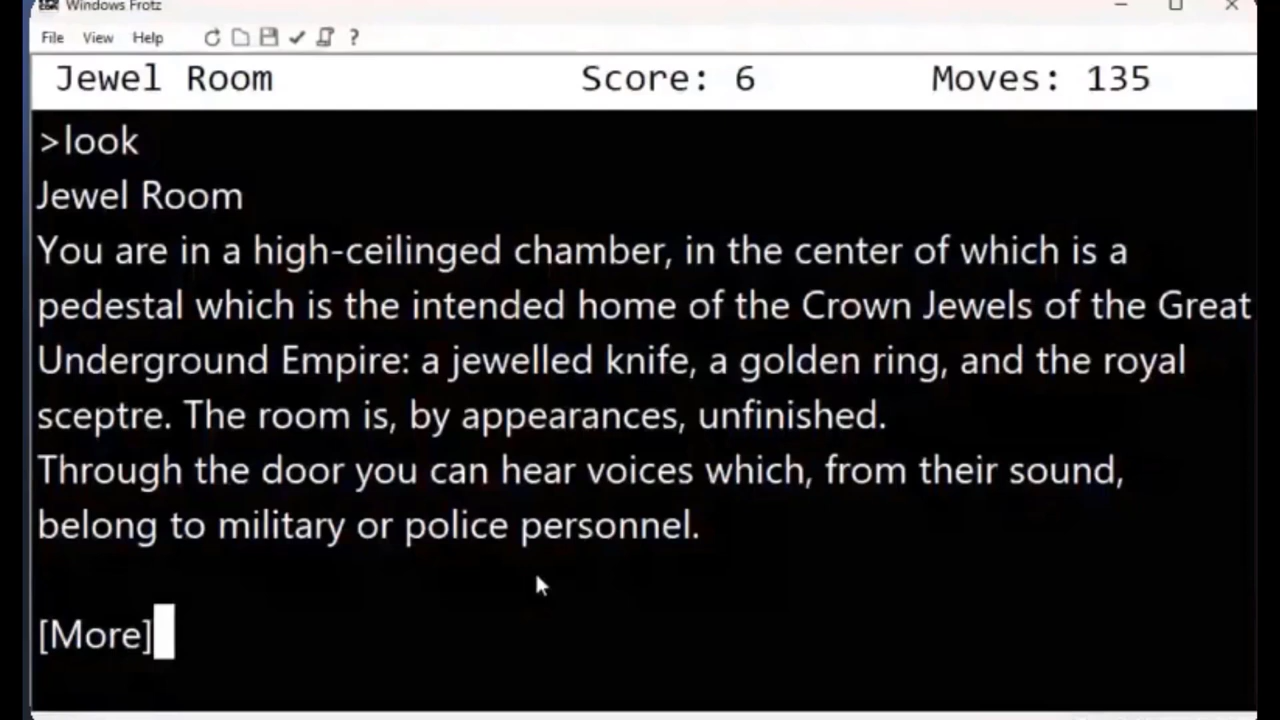 Windows Frotz
File View Help
Jewel Room Score: 6 Moves: 135
>look
Jewel Room
You are in a high-ceilinged chamber, in the center of which is a
pedestal which is the intended home of the Crown Jewels of the Great
Underground Empire: a jewelled knife, a golden ring, and the royal
sceptre. The room is, by appearances, unfinished.
Through the door you can hear voices which, from their sound,
belong to military or police personnel.
[More]